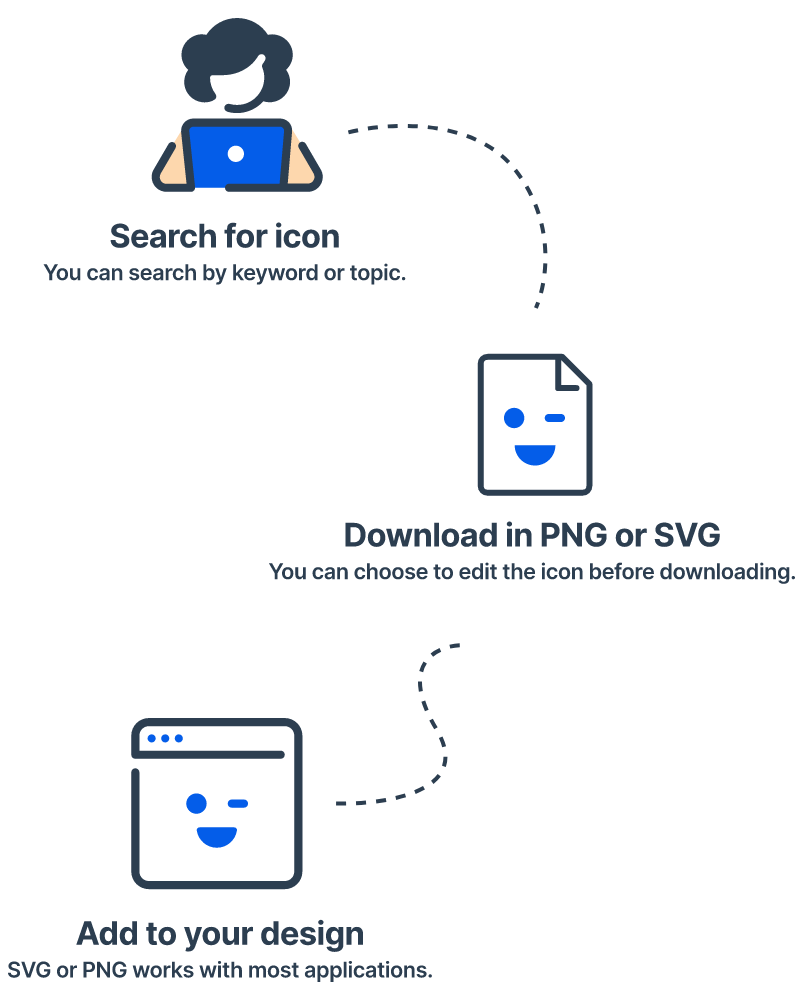 Search for icon
You can search by keyword or topic.
Download in PNG or SVG
You can choose to edit the icon before downloading.
Add to your design
SVG or PNG works with most applications.